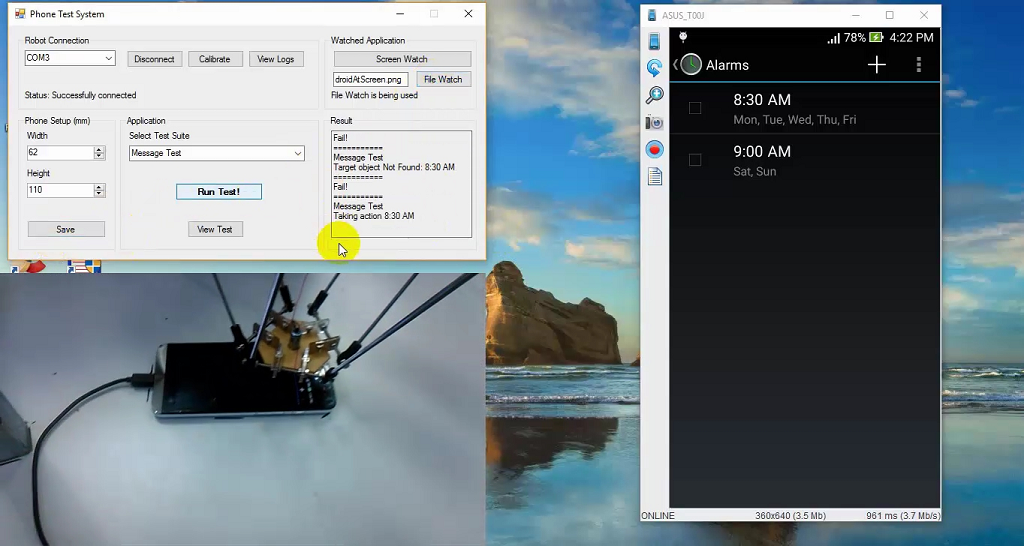 Phone Test System
Robot Connection
COM3
Disconnect
Calibrate
View Logs
Status: Successfully connected
Watched Application
Screen Watch
droidAtScreen.png
File Watch
File Watch is being used
Phone Setup (mm)
Width
62
Height
110
Save
Application
Select Test Suite
Message Test
Run Test!
View Test
Result
Fail!
===========
Message Test
Target object Not Found: 8:30 AM
===========
Fail!
===========
Message Test
Taking action 8:30 AM
ASUS_T00J
78% 4:22 PM
Alarms
8:30 AM
Mon, Tue, Wed, Thu, Fri
9:00 AM
Sat, Sun
ONLINE 360x640 (3.5 Mb) 961 ms (3.7 Mb/s)